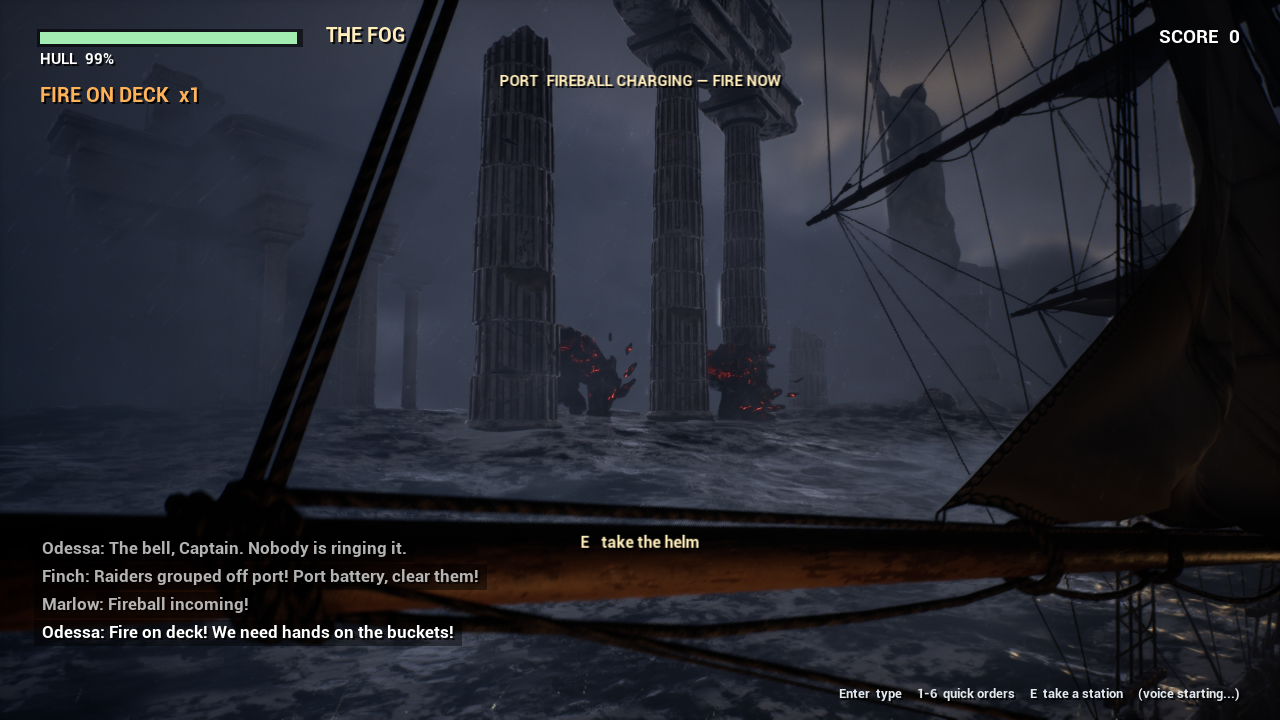 THE FOG
SCORE 0
HULL 99%
PORT FIREBALL CHARGING — FIRE NOW
FIRE ON DECK x1
E take the helm
Odessa: The bell, Captain. Nobody is ringing it.
Finch: Raiders grouped off port! Port battery, clear them!
Marlow: Fireball incoming!
Odessa: Fire on deck! We need hands on the buckets!
Enter type 1-6 quick orders E take a station (voice starting...)